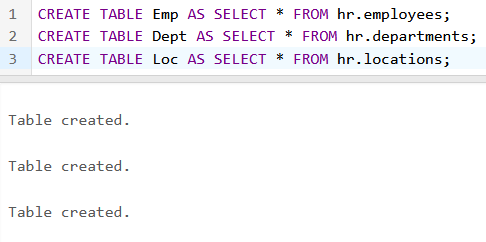 1 CREATE TABLE Emp AS SELECT * FROM hr.employees;
2 CREATE TABLE Dept AS SELECT * FROM hr.departments;
3 CREATE TABLE Loc AS SELECT * FROM hr.locations;
Table created.
Table created.
Table created.